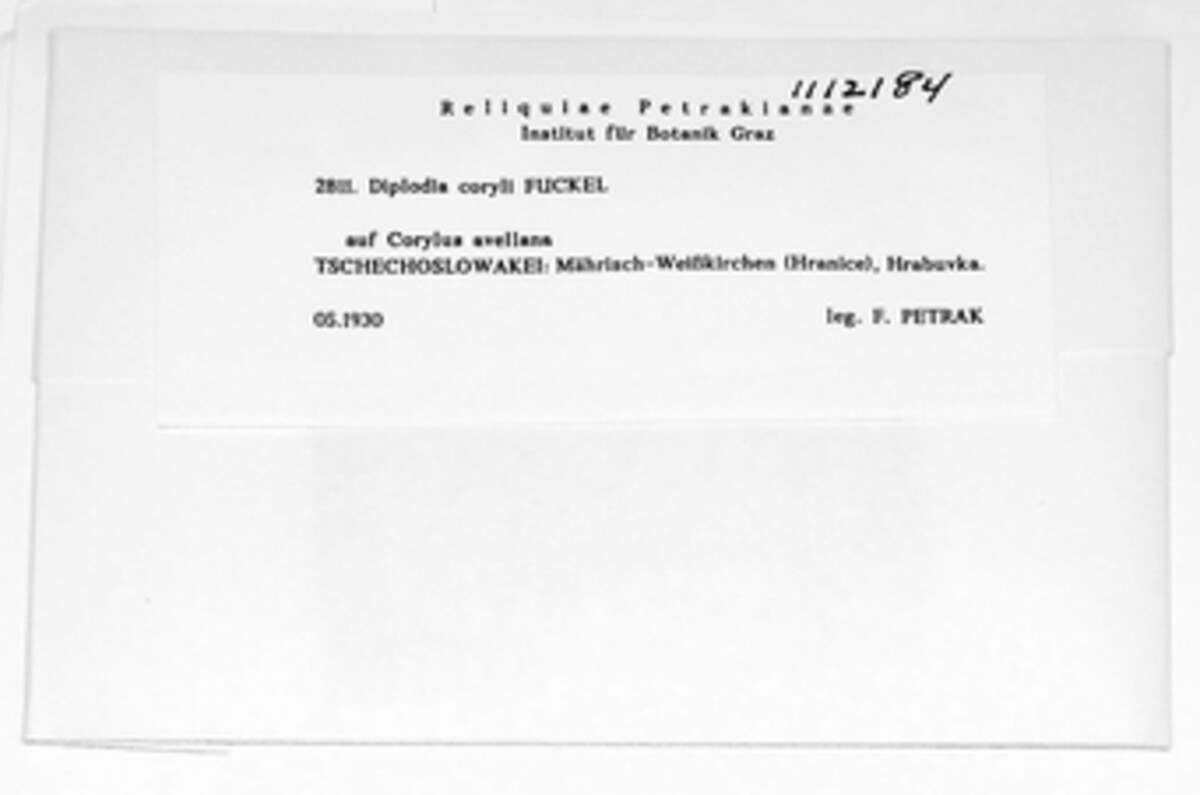 1112184
Reliquiae Petrakianae
Institut für Botanik Graz
2811. Diplodia coryli FUCKEL
auf Corylus avellana
TSCHECHOSLOWAKEI: Mährisch-Weißkirchen (Hranice), Hrabuvka.
05.1930 leg. F. PETRAK